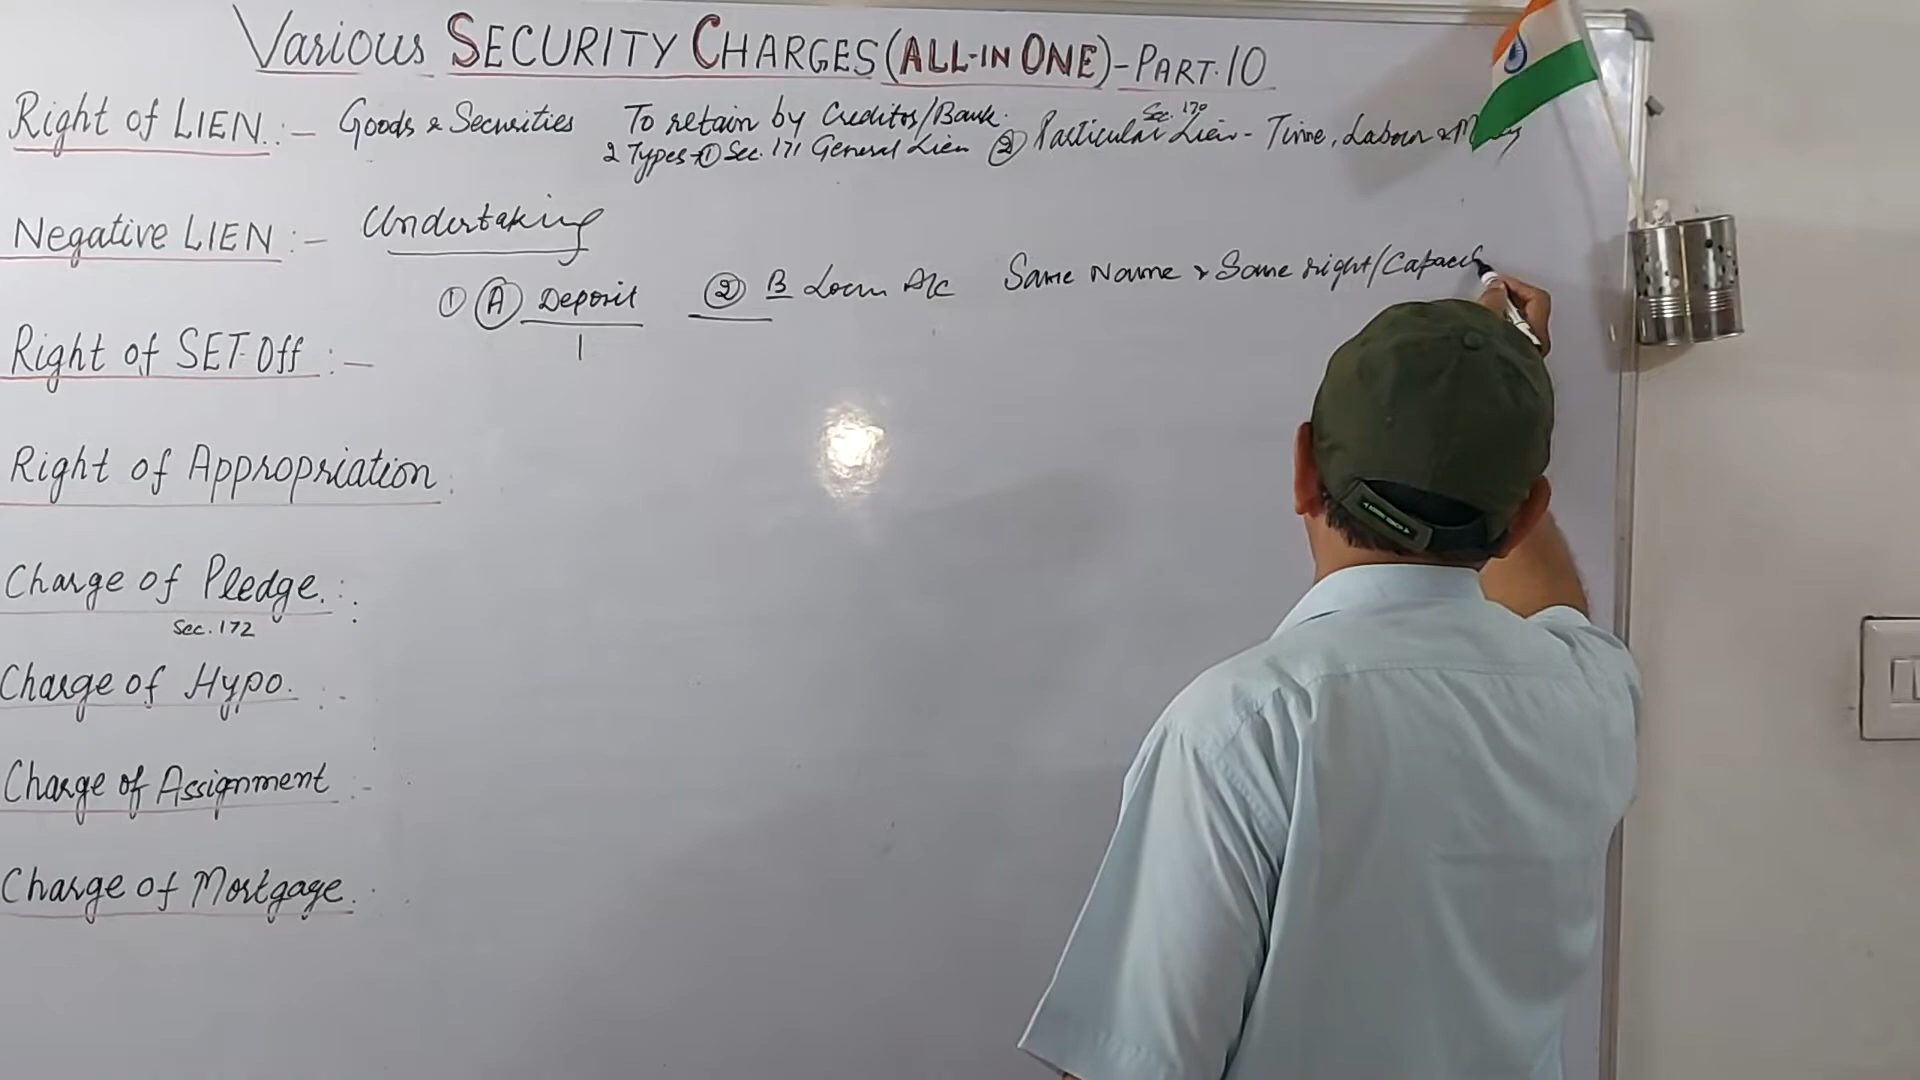 Various SECURITY CHARGES (ALL-IN ONE) - PART-10
Right of LIEN :- Goods & Securities To retain by Creditos/Bank.
2 Types → ① Sec. 171 General Lien ② Particular Lien - Time, Labour &
Sec. 170
Negative LIEN :- Undertaking
① Ⓐ Deposit ② B Loan A/c Same Name & Same right/Capacit
Right of SET-Off :-
Right of Appropriation
Charge of Pledge :
Sec. 172
Charge of Hypo. :-
Charge of Assignment :-
Charge of Mortgage.